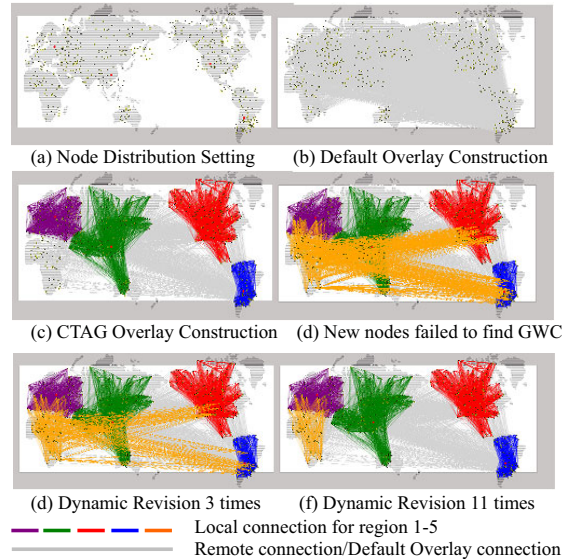 (a) Node Distribution Setting
(b) Default Overlay Construction
(c) CTAG Overlay Construction
(d) New nodes failed to find GWC
(d) Dynamic Revision 3 times
(f) Dynamic Revision 11 times
Local connection for region 1-5
Remote connection/Default Overlay connection